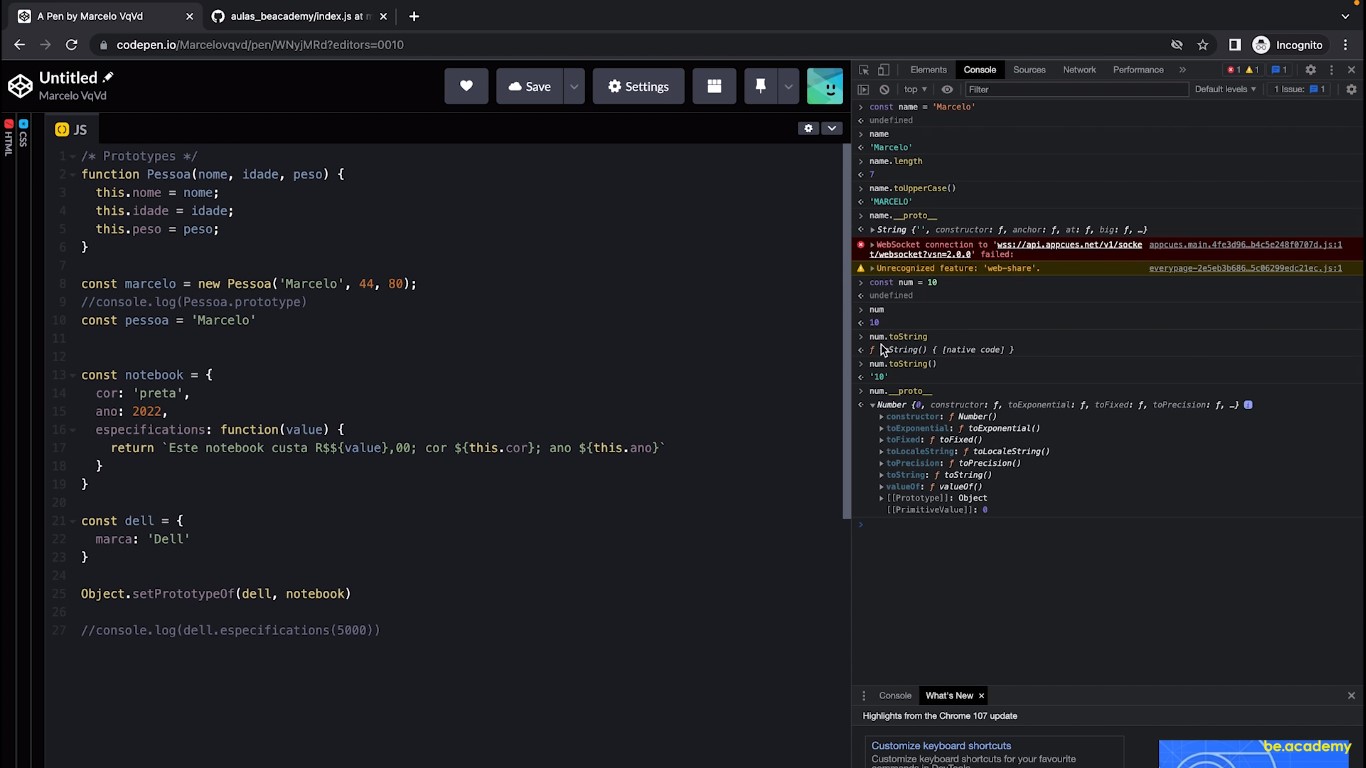 A Pen by Marcelo VqVd
aulas_beacademy/index.js at m
codepen.io/Marcelovqvd/pen/WNyjMRd?editors=0010
Incognito
Untitled
Marcelo VqVd
Save
Settings
HTML
CSS
JS
1 /* Prototypes */
2 function Pessoa(nome, idade, peso) {
3 this.nome = nome;
4 this.idade = idade;
5 this.peso = peso;
6 }
7
8 const marcelo = new Pessoa('Marcelo', 44, 80);
9 //console.log(Pessoa.prototype)
10 const pessoa = 'Marcelo'
11
12
13 const notebook = {
14 cor: 'preta',
15 ano: 2022,
16 especifications: function(value) {
17 return `Este notebook custa R$${value},00; cor ${this.cor}; ano ${this.ano}`
18 }
19 }
20
21 const dell = {
22 marca: 'Dell'
23 }
24
25 Object.setPrototypeOf(dell, notebook)
26
27 //console.log(dell.especifications(5000))
Elements
Console
Sources
Network
Performance
1
1
1
top
Filter
Default levels
1 Issue: 1
const name = 'Marcelo'
undefined
name
'Marcelo'
name.length
7
name.toUpperCase()
'MARCELO'
name.__proto__
String {'', constructor: ƒ, anchor: ƒ, at: ƒ, big: ƒ, …}
WebSocket connection to 'wss://api.appcues.net/v1/socke appcues.main.4fe3d96…b4c5e248f0707d.js:1
t/websocket?vsn=2.0.0' failed:
Unrecognized feature: 'web-share'. everypage-2e5eb3b686…5c06299edc21ec.js:1
const num = 10
undefined
num
10
num.toString
ƒ toString() { [native code] }
num.toString()
'10'
num.__proto__
Number {0, constructor: ƒ, toExponential: ƒ, toFixed: ƒ, toPrecision: ƒ, …}
constructor: ƒ Number()
toExponential: ƒ toExponential()
toFixed: ƒ toFixed()
toLocaleString: ƒ toLocaleString()
toPrecision: ƒ toPrecision()
toString: ƒ toString()
valueOf: ƒ valueOf()
[[Prototype]]: Object
[[PrimitiveValue]]: 0
Console
What's New
Highlights from the Chrome 107 update
Customize keyboard shortcuts
Customize keyboard shortcuts for your favourite
be.academy